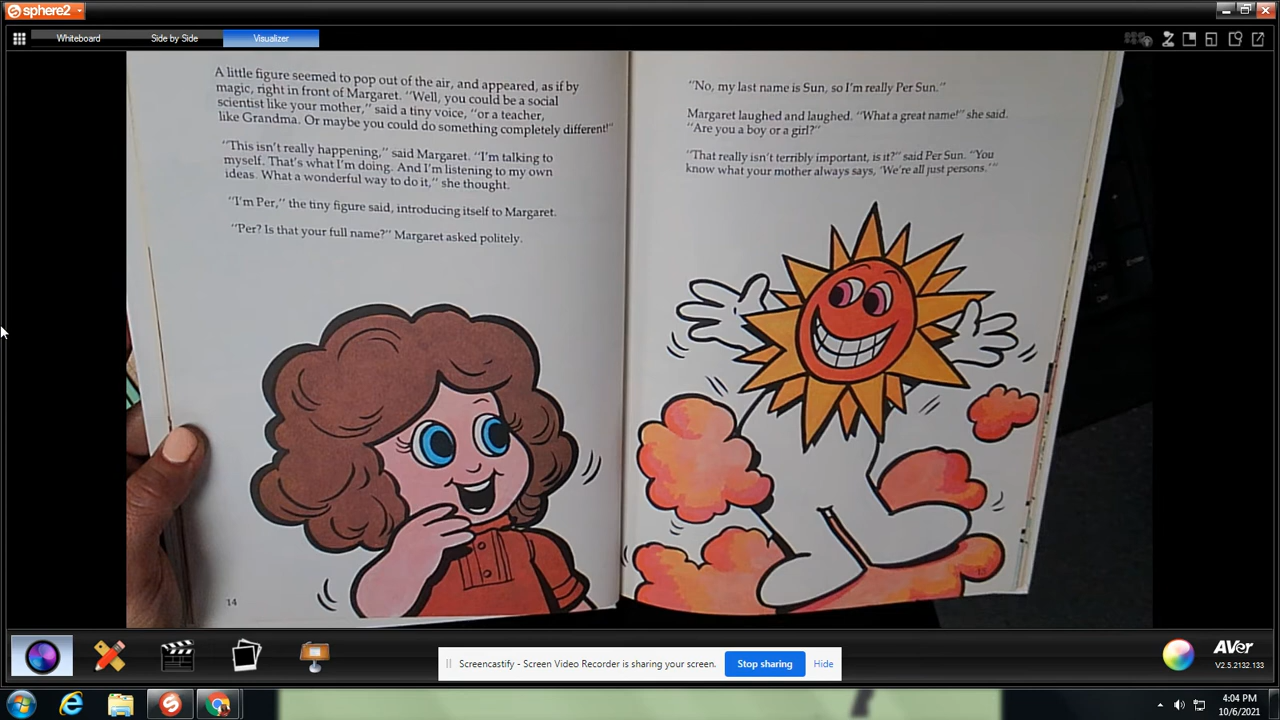 sphere2
Whiteboard
Side by Side
Visualizer
A little figure seemed to pop out of the air, and appeared, as if by
magic, right in front of Margaret. "Well, you could be a social
scientist like your mother," said a tiny voice, "or a teacher,
like Grandma. Or maybe you could do something completely different!"
"This isn't really happening," said Margaret. "I'm talking to
myself. That's what I'm doing. And I'm listening to my own
ideas. What a wonderful way to do it," she thought.
"I'm Per," the tiny figure said, introducing itself to Margaret.
"Per? Is that your full name?" Margaret asked politely.
14
"No, my last name is Sun, so I'm really Per Sun."
Margaret laughed and laughed. "What a great name!" she said.
"Are you a boy or a girl?"
"That really isn't terribly important, is it?" said Per Sun. "You
know what your mother always says, 'We're all just persons.'"
15
Enter
Screencastify - Screen Video Recorder is sharing your screen.
Stop sharing
Hide
AVer
V2.5.2132.133
4:04 PM
10/6/2021